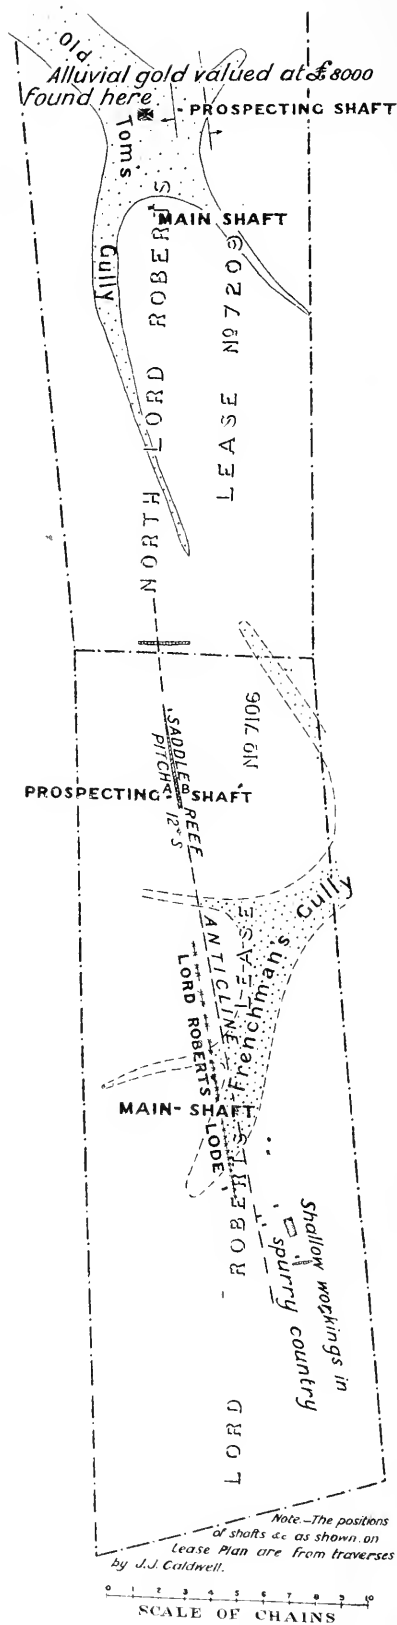 Old
Alluvial gold valued at £8000
found here
PROSPECTING SHAFT
Tom's
MAIN SHAFT
Gully
NORTH LORD ROBERTS
LEASE No 7209
No 7106
SADDLE REEF
PITCH 12° S
PROSPECTING A B SHAFT
ANTICLINE
LEASE
Frenchman's Gully
LORD ROBERTS LODE
MAIN-SHAFT
LORD ROBERTS
Shallow workings in
spurry country
Note.-The positions
of shafts &c as shown on
Lease Plan are from traverses
by J.J. Caldwell.
0 1 2 3 4 5 6 7 8 9 10
SCALE OF CHAINS